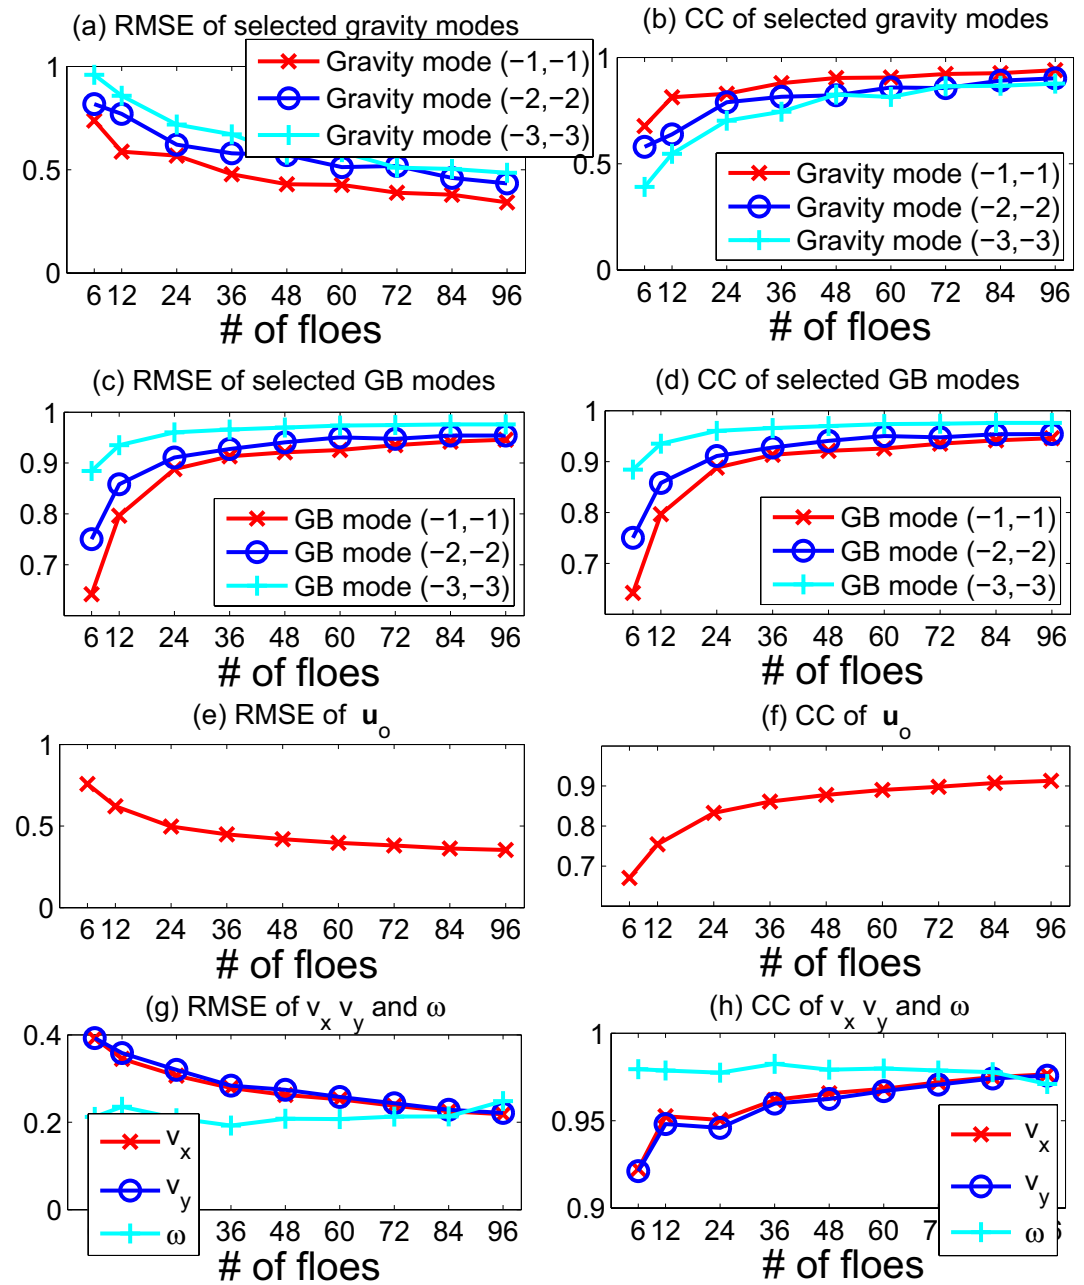 (a) RMSE of selected gravity modes
Gravity mode (−1,−1)
Gravity mode (−2,−2)
Gravity mode (−3,−3)
1
0.5
0
6 12 24 36 48 60 72 84 96
# of floes
(b) CC of selected gravity modes
1
0.5
0
Gravity mode (−1,−1)
Gravity mode (−2,−2)
Gravity mode (−3,−3)
6 12 24 36 48 60 72 84 96
# of floes
(c) RMSE of selected GB modes
1
0.9
0.8
0.7
GB mode (−1,−1)
GB mode (−2,−2)
GB mode (−3,−3)
6 12 24 36 48 60 72 84 96
# of floes
(d) CC of selected GB modes
1
0.9
0.8
0.7
GB mode (−1,−1)
GB mode (−2,−2)
GB mode (−3,−3)
6 12 24 36 48 60 72 84 96
# of floes
(e) RMSE of u_o
1
0.5
0
6 12 24 36 48 60 72 84 96
# of floes
(f) CC of u_o
0.9
0.8
0.7
6 12 24 36 48 60 72 84 96
# of floes
(g) RMSE of v_x v_y and ω
0.4
0.2
0
v_x
v_y
ω
36 48 60 72 84 96
# of floes
(h) CC of v_x v_y and ω
1
0.95
0.9
v_x
v_y
ω
6 12 24 36 48 60
# of floes